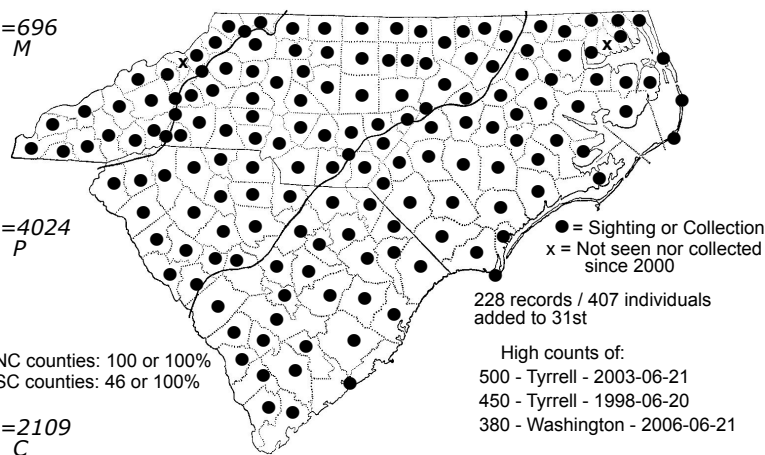 =696
M
=4024
P
● = Sighting or Collection
x = Not seen nor collected
since 2000
228 records / 407 individuals
added to 31st
NC counties: 100 or 100%
SC counties: 46 or 100%
High counts of:
500 - Tyrrell - 2003-06-21
450 - Tyrrell - 1998-06-20
380 - Washington - 2006-06-21
=2109
C
x
x